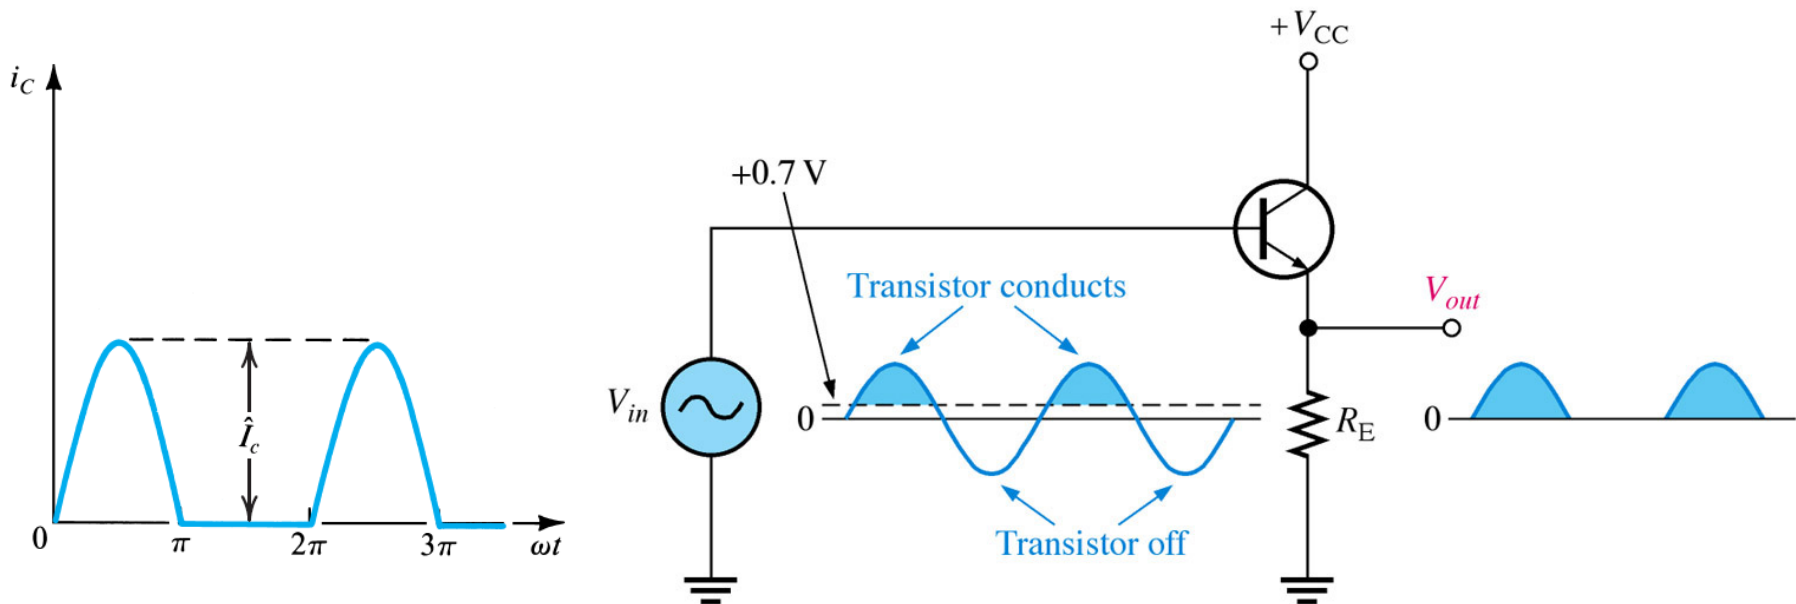 i_C
Î_c
0
π
2π
3π
ωt
+V_CC
+0.7 V
Transistor conducts
V_out
V_in
0
R_E
0
Transistor off